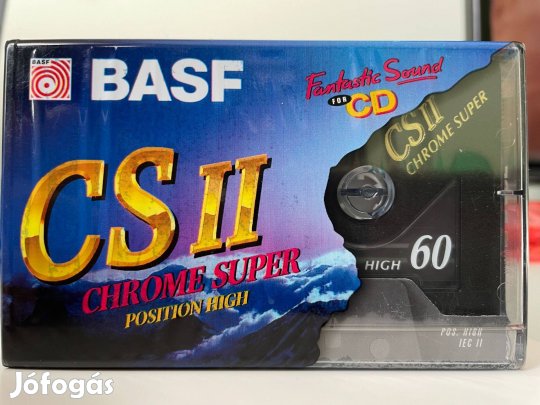 BASF
BASF
Fantastic Sound
FOR CD
CS II
CHROME SUPER
POSITION HIGH
CS II
CHROME SUPER
HIGH 60
POS. HIGH
IEC II
Jófogás